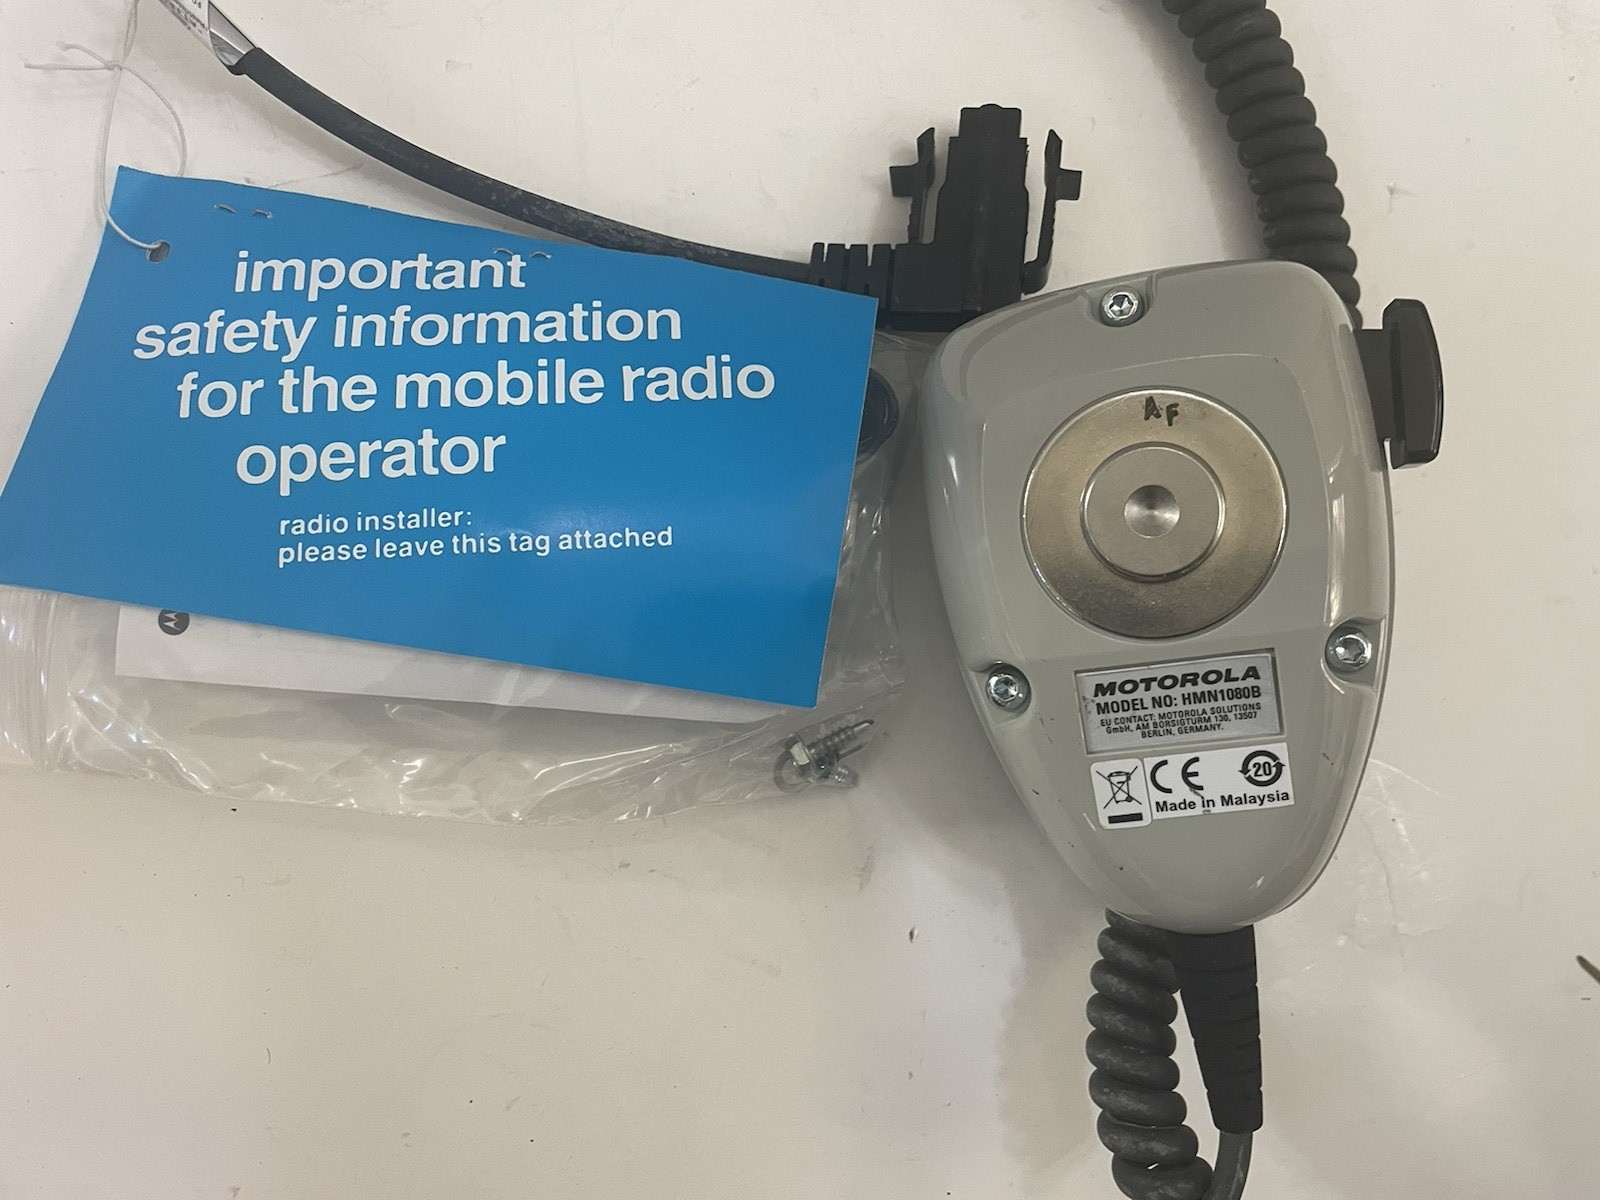 important
safety information
for the mobile radio
operator
radio installer:
please leave this tag attached
AF
MOTOROLA
MODEL NO: HMN1080B
EU CONTACT: MOTOROLA SOLUTIONS
GmbH, AM BORSIGTURM 130, 13507
BERLIN, GERMANY.
CE
20
Made in Malaysia